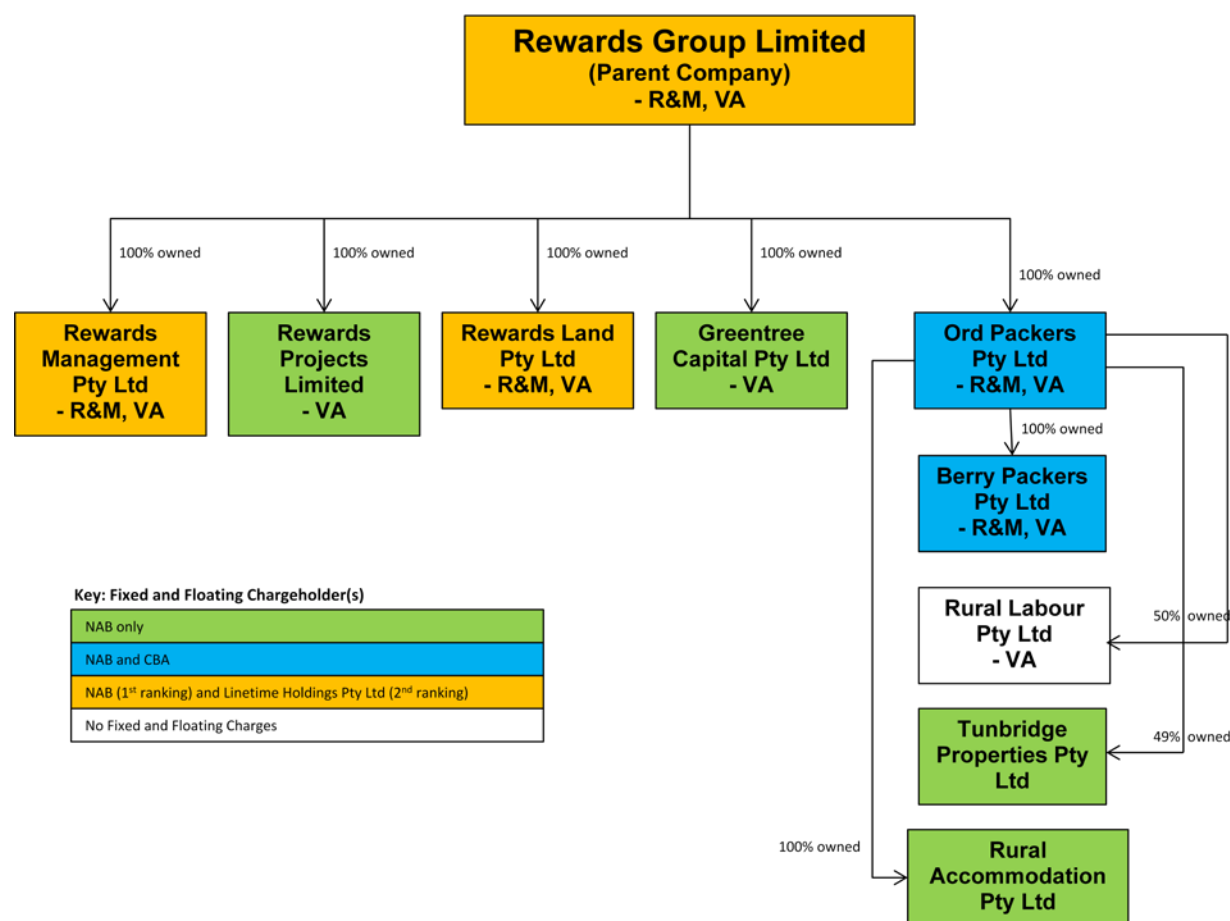 Rewards Group Limited
(Parent Company)
- R&M, VA
100% owned
100% owned
100% owned
100% owned
100% owned
Rewards
Management
Pty Ltd
- R&M, VA
Rewards
Projects
Limited
- VA
Rewards Land
Pty Ltd
- R&M, VA
Greentree
Capital Pty Ltd
- VA
Ord Packers
Pty Ltd
- R&M, VA
100% owned
Berry Packers
Pty Ltd
- R&M, VA
Key: Fixed and Floating Chargeholder(s)
NAB only
NAB and CBA
NAB (1st ranking) and Linetime Holdings Pty Ltd (2nd ranking)
No Fixed and Floating Charges
Rural Labour
Pty Ltd
- VA
50% owned
Tunbridge
Properties Pty
Ltd
49% owned
100% owned
Rural
Accommodation
Pty Ltd